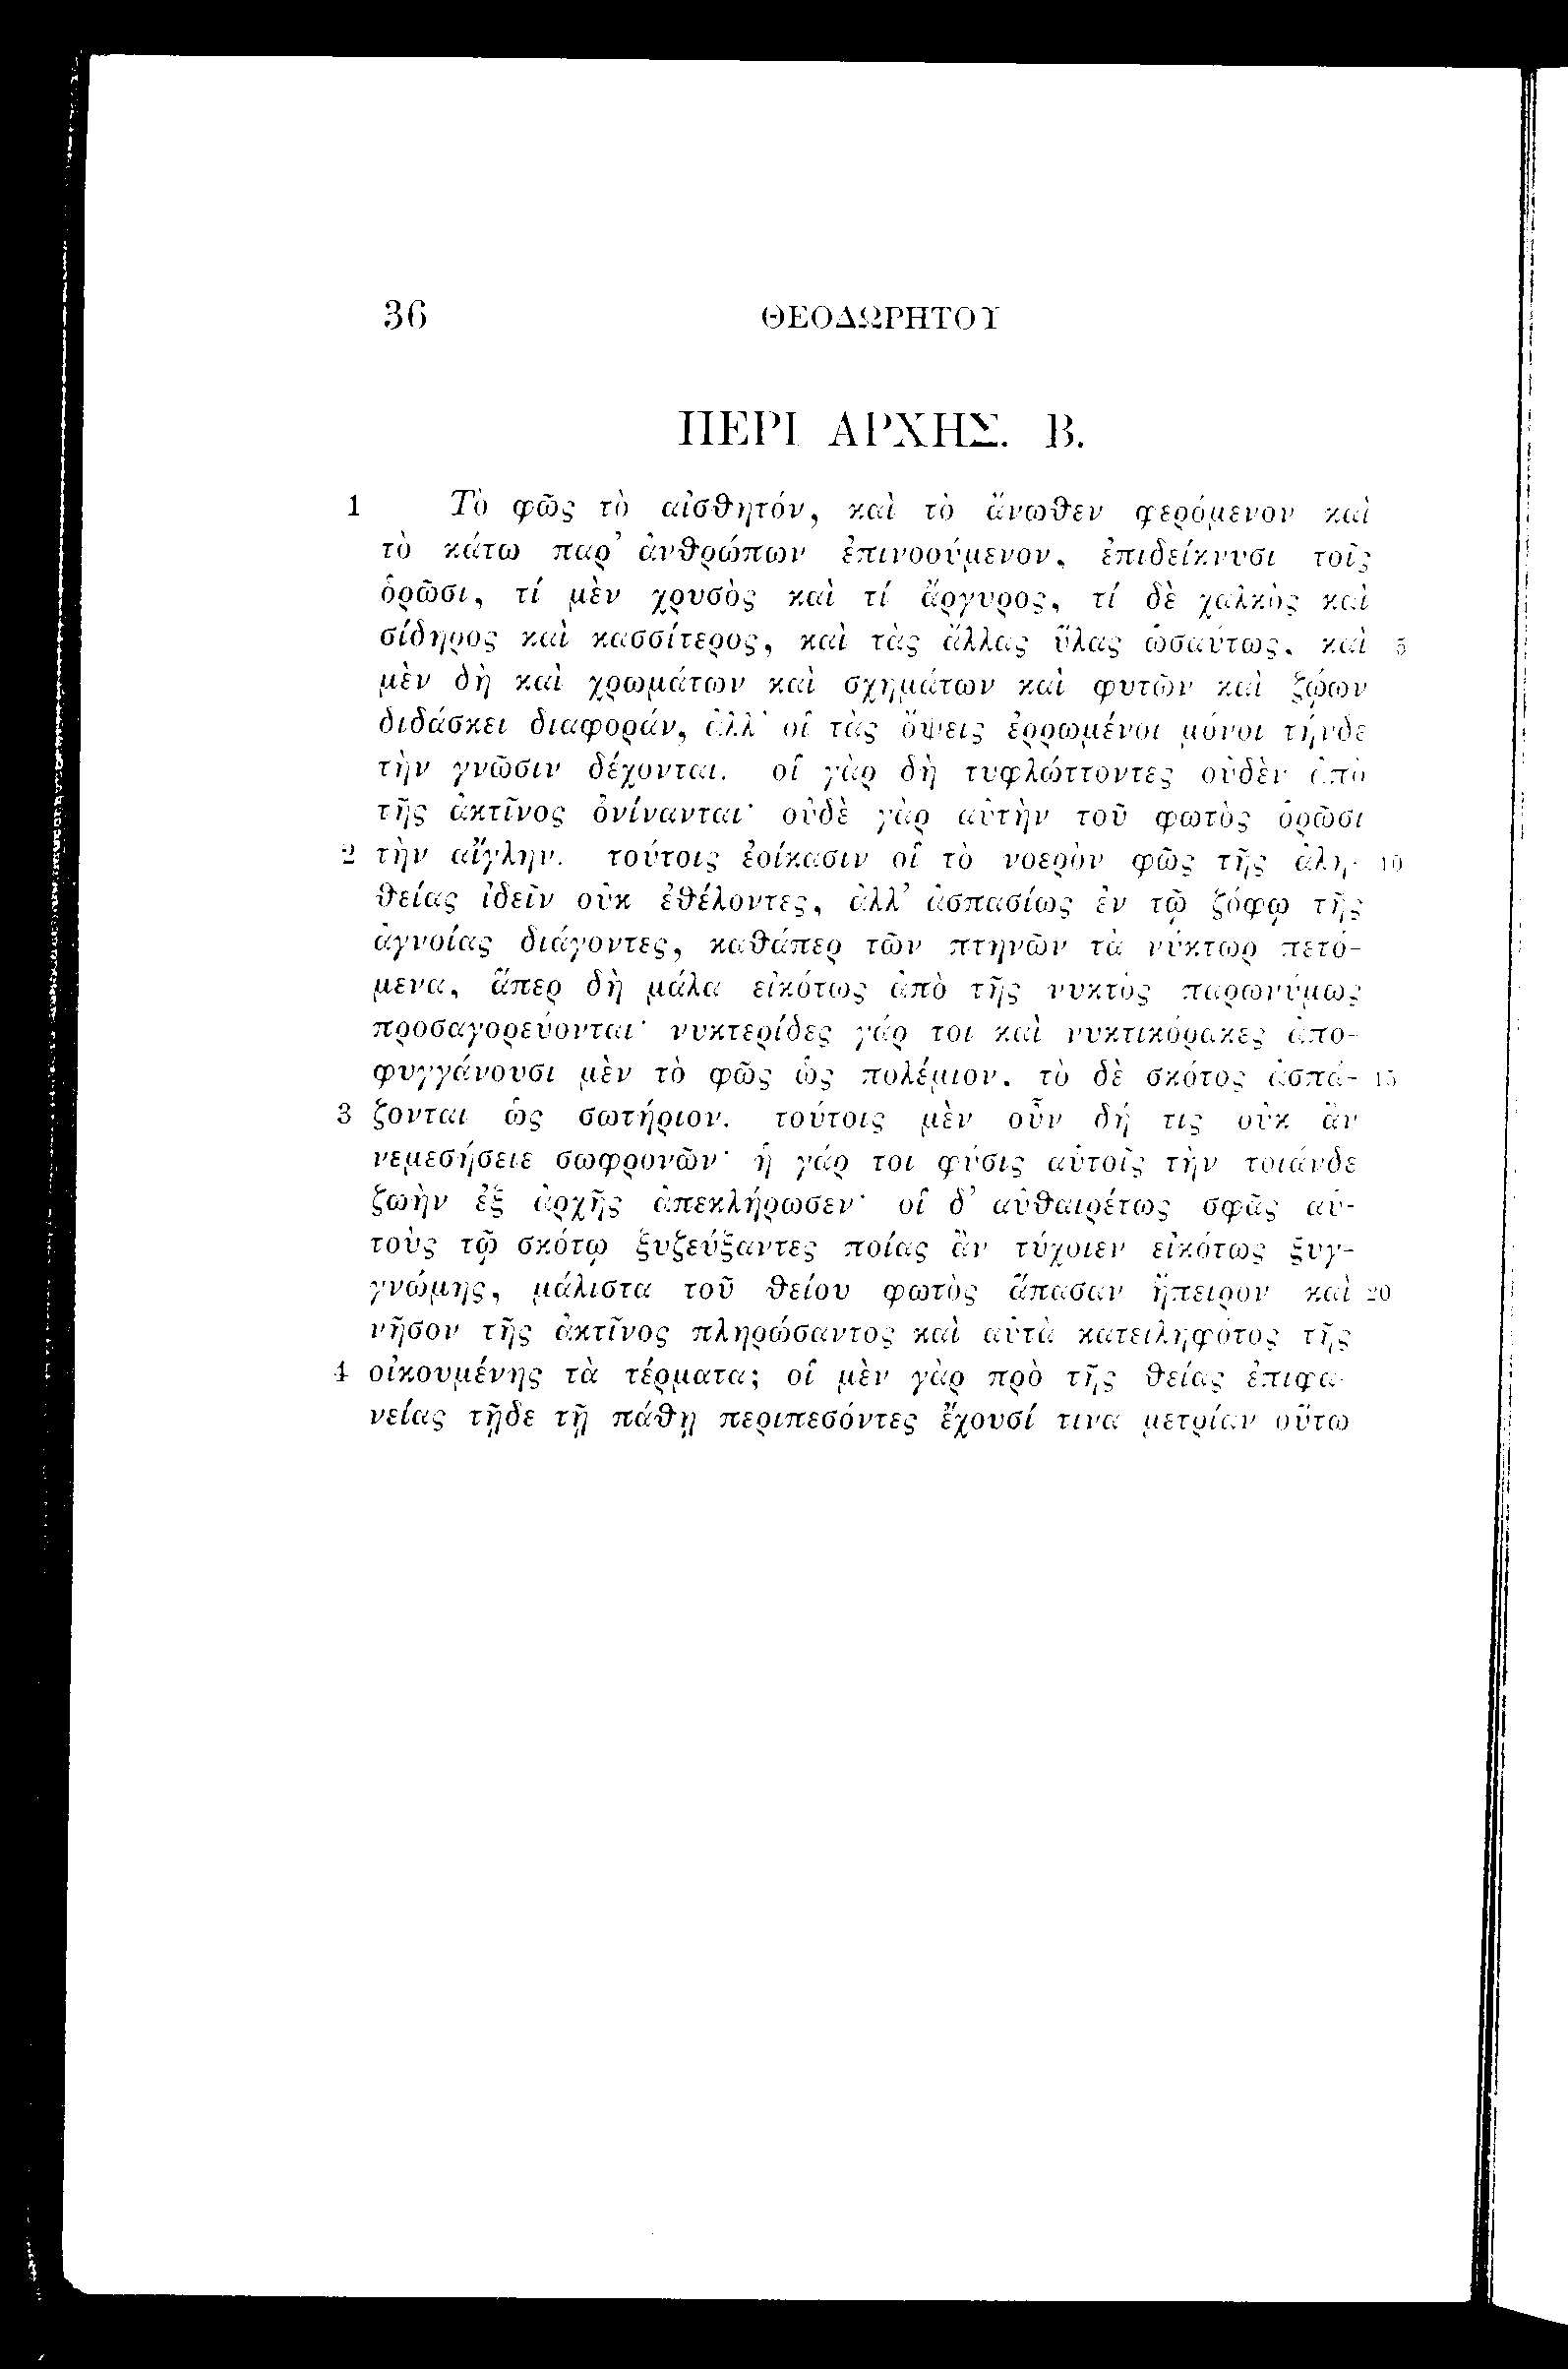 36 ΘΕΟΔΩΡΗΤΟΥ
ΠΕΡΙ ΑΡΧΗΣ. Β.
1 Τὸ φῶς τὸ αἰσθητόν, καὶ τὸ ἄνωθεν φερόμενον καὶ
τὸ κάτω παρ' ἀνθρώπων ἐπινοούμενον, ἐπιδείκνυσι τοῖς
ὁρῶσι, τί μὲν χρυσὸς καὶ τί ἄργυρος, τί δὲ χαλκὸς καὶ
σίδηρος καὶ κασσίτερος, καὶ τὰς ἄλλας ὕλας ὡσαύτως. καὶ 5
μὲν δὴ καὶ χρωμάτων καὶ σχημάτων καὶ φυτῶν καὶ ζῴων
διδάσκει διαφοράν, ἀλλ' οἱ τὰς ὄψεις ἐρρωμένοι μόνοι τήνδε
τὴν γνῶσιν δέχονται. οἱ γὰρ δὴ τυφλώττοντες οὐδὲν ἀπὸ
τῆς ἀκτῖνος ὀνίνανται· οὐδὲ γὰρ αὐτὴν τοῦ φωτὸς ὁρῶσι
2 τὴν αἴγλην. τούτοις ἐοίκασιν οἱ τὸ νοερὸν φῶς τῆς ἀλη- 10
θείας ἰδεῖν οὐκ ἐθέλοντες, ἀλλ' ἀσπασίως ἐν τῷ ζόφῳ τῆς
ἀγνοίας διάγοντες, καθάπερ τῶν πτηνῶν τὰ νύκτωρ πετό-
μενα, ἅπερ δὴ μάλα εἰκότως ἀπὸ τῆς νυκτὸς παρωνύμως
προσαγορεύονται· νυκτερίδες γάρ τοι καὶ νυκτικόρακες ἀπο-
φυγγάνουσι μὲν τὸ φῶς ὡς πολέμιον, τὸ δὲ σκότος ἀσπά- 15
3 ζονται ὡς σωτήριον. τούτοις μὲν οὖν δή τις οὐκ ἂν
νεμεσήσειε σωφρονῶν· ἡ γάρ τοι φύσις αὐτοῖς τὴν τοιάνδε
ζωὴν ἐξ ἀρχῆς ἀπεκλήρωσεν· οἱ δ' αὐθαιρέτως σφᾶς αὐ-
τοὺς τῷ σκότῳ ξυζεύξαντες ποίας ἂν τύχοιεν εἰκότως ξυγ-
γνώμης, μάλιστα τοῦ θείου φωτὸς ἅπασαν ἤπειρον καὶ 20
νῆσον τῆς ἀκτῖνος πληρώσαντος καὶ αὐτὰ κατειληφότος τῆς
4 οἰκουμένης τὰ τέρματα; οἱ μὲν γὰρ πρὸ τῆς θείας ἐπιφα-
νείας τῇδε τῇ πάθῃ περιπεσόντες ἔχουσί τινα μετρίαν οὕτω